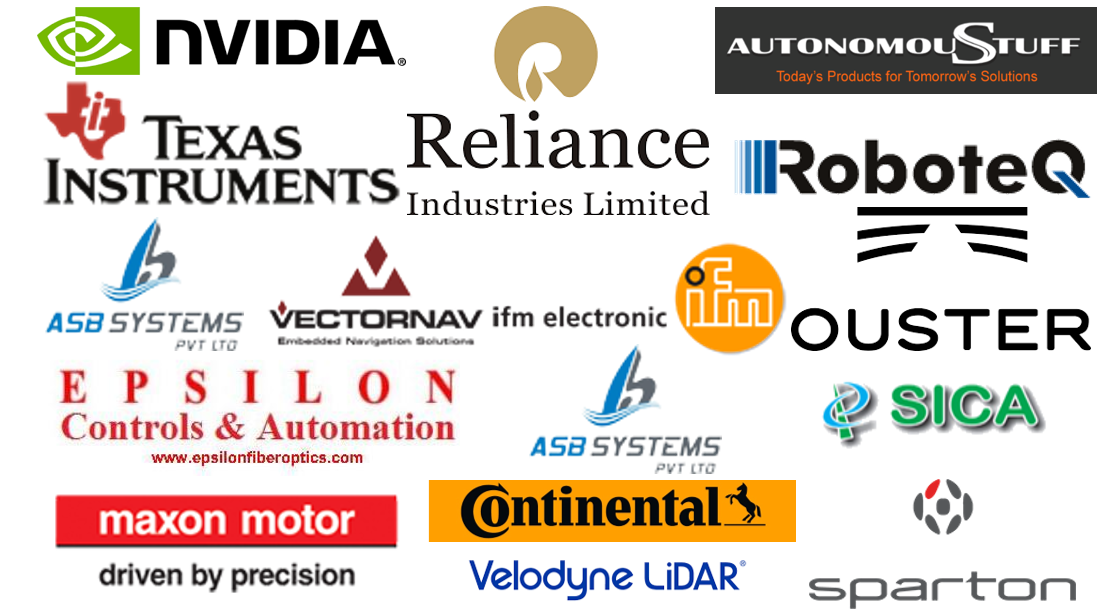 NVIDIA®
Reliance
Industries Limited
AUTONOMOUSTUFF
Today's Products for Tomorrow's Solutions
ti
TEXAS
INSTRUMENTS
RoboteQ
ASB SYSTEMS
PVT LTD
VECTORNAV
Embedded Navigation Solutions
ifm electronic
ifm
OUSTER
EPSILON
Controls & Automation
www.epsilonfiberoptics.com
ASB SYSTEMS
PVT LTD
SICA
maxon motor
driven by precision
Continental
Velodyne LiDAR®
sparton